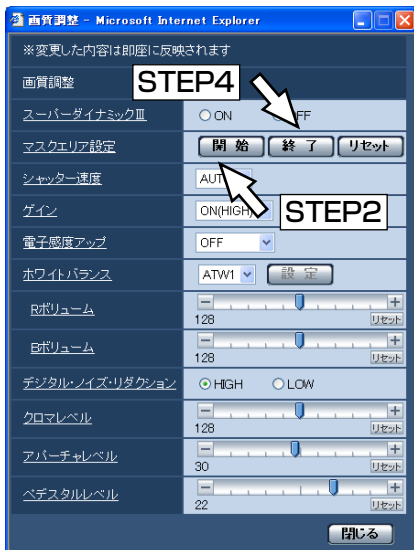 画質調整 - Microsoft Internet Explorer
※変更した内容は即座に反映されます
画質調整
STEP4
スーパーダイナミックⅢ ON FF
マスクエリア設定 開 始 終 了 リセット
シャッター速度 AUT
STEP2
ゲイン ON(HIGH)
電子感度アップ OFF
ホワイトバランス ATW1 設 定
Rボリューム − +
128 リセット
Bボリューム − +
128 リセット
デジタル・ノイズ・リダクション HIGH LOW
クロマレベル − +
128 リセット
アパーチャレベル − +
30 リセット
ペデスタルレベル − +
22 リセット
閉じる